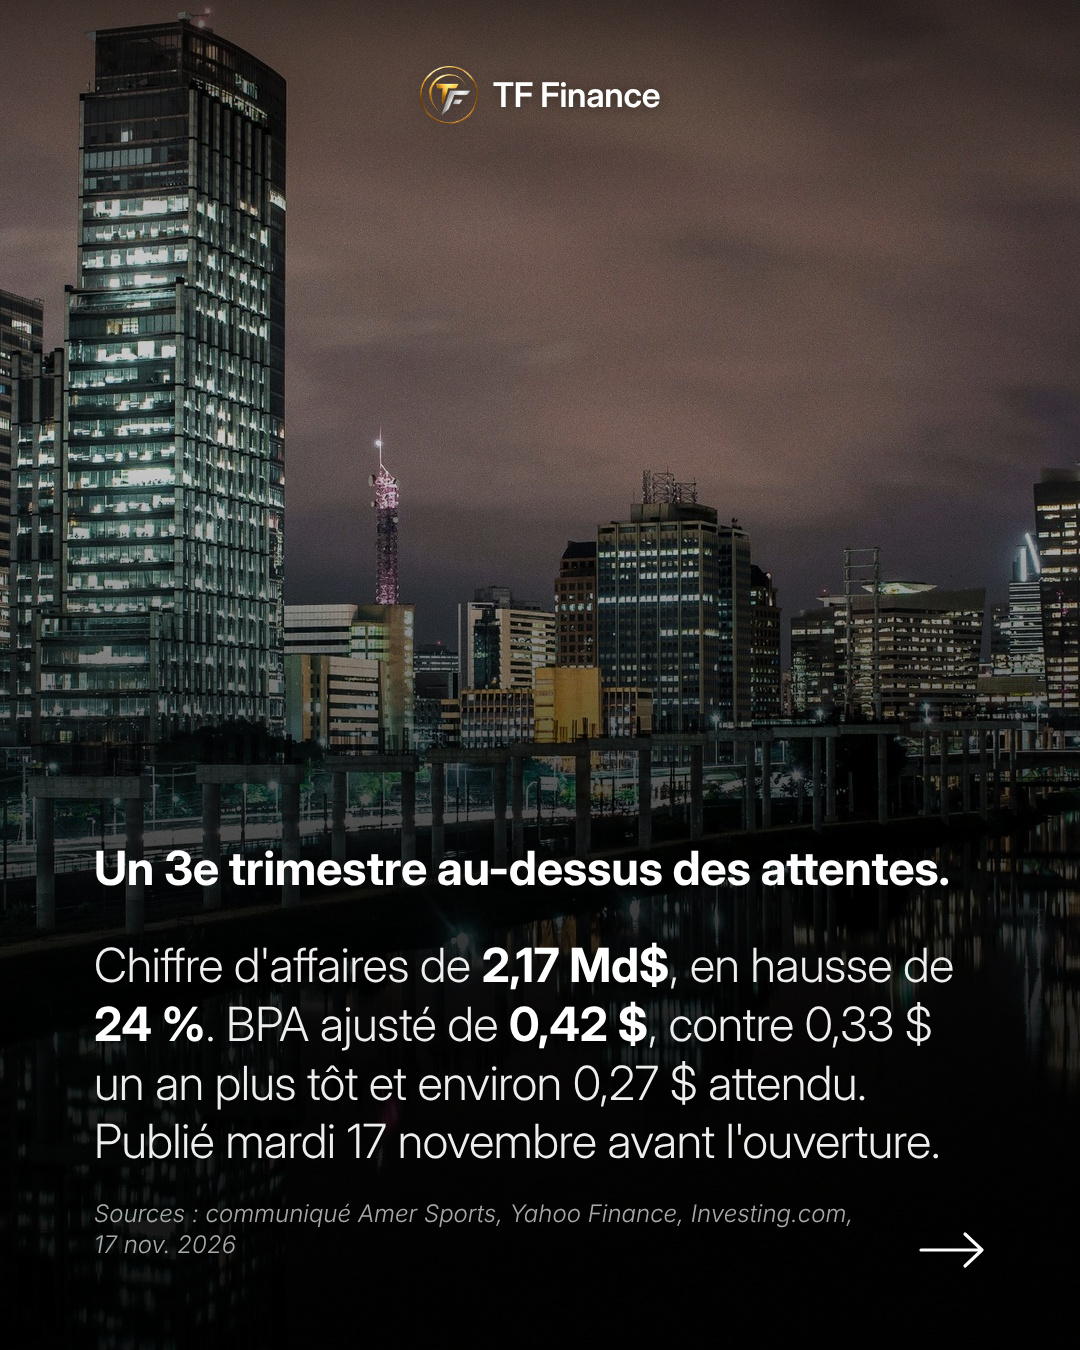 TF Finance
Un 3e trimestre au-dessus des attentes.
Chiffre d'affaires de 2,17 Md$, en hausse de
24 %. BPA ajusté de 0,42 $, contre 0,33 $
un an plus tôt et environ 0,27 $ attendu.
Publié mardi 17 novembre avant l'ouverture.
Sources : communiqué Amer Sports, Yahoo Finance, Investing.com,
17 nov. 2026